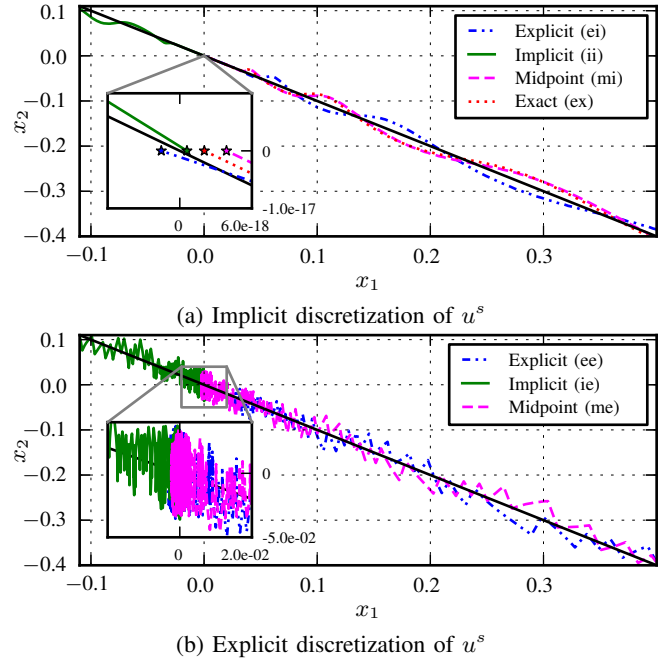 0.1
0.0
−0.1
−0.2
−0.3
−0.4
x₂
Explicit (ei)
Implicit (ii)
Midpoint (mi)
Exact (ex)
0
-1.0e-17
0
6.0e-18
−0.1
0.0
0.1
0.2
0.3
x₁
(a) Implicit discretization of uˢ
0.1
0.0
−0.1
−0.2
−0.3
−0.4
x₂
Explicit (ee)
Implicit (ie)
Midpoint (me)
0
-5.0e-02
0
2.0e-02
−0.1
0.0
0.1
0.2
0.3
x₁
(b) Explicit discretization of uˢ